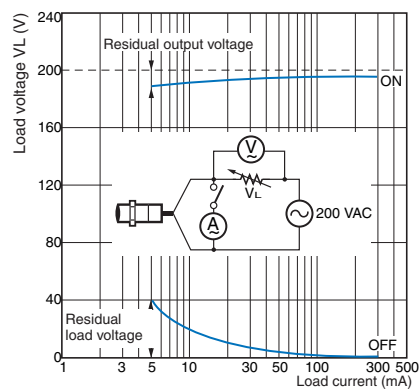 Load voltage VL (V)
240
Residual output voltage
200
ON
160
V
VL
120
200 VAC
A
80
40
Residual
load voltage
OFF
0
1 3 5 10 30 50 100 300 500
Load current (mA)